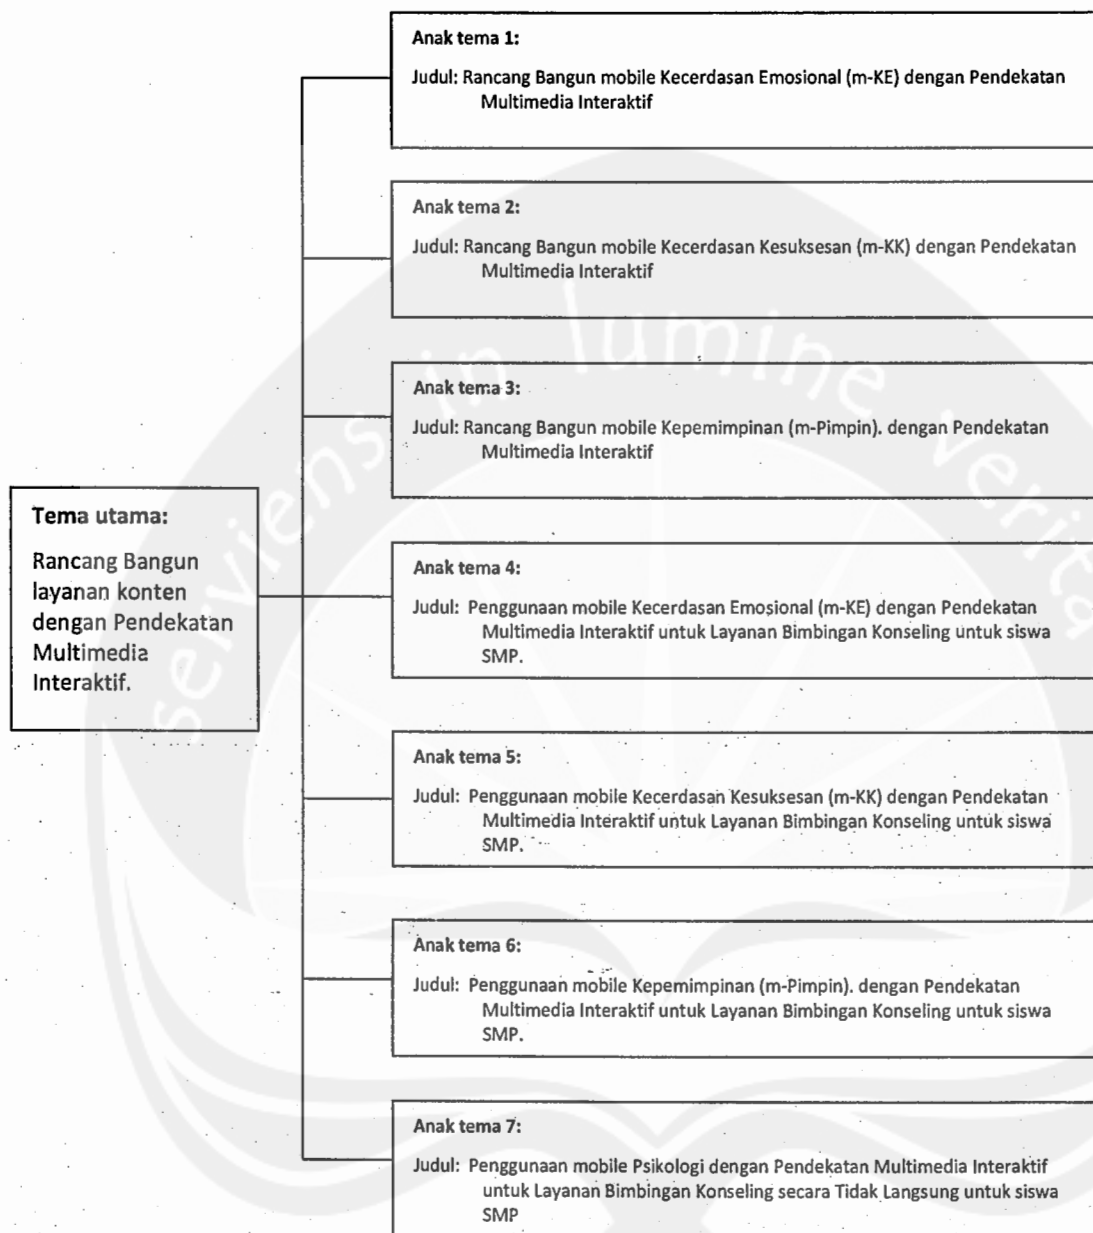 Anak tema 1:
Judul: Rancang Bangun mobile Kecerdasan Emosional (m-KE) dengan Pendekatan
Multimedia Interaktif
Anak tema 2:
Judul: Rancang Bangun mobile Kecerdasan Kesuksesan (m-KK) dengan Pendekatan
Multimedia Interaktif
Anak tema 3:
Judul: Rancang Bangun mobile Kepemimpinan (m-Pimpin). dengan Pendekatan
Multimedia Interaktif
Tema utama:
Rancang Bangun
layanan konten
dengan Pendekatan
Multimedia
Interaktif.
Anak tema 4:
Judul: Penggunaan mobile Kecerdasan Emosional (m-KE) dengan Pendekatan
Multimedia Interaktif untuk Layanan Bimbingan Konseling untuk siswa
SMP.
Anak tema 5:
Judul: Penggunaan mobile Kecerdasan Kesuksesan (m-KK) dengan Pendekatan
Multimedia Interaktif untuk Layanan Bimbingan Konseling untuk siswa
SMP.
Anak tema 6:
Judul: Penggunaan mobile Kepemimpinan (m-Pimpin). dengan Pendekatan
Multimedia Interaktif untuk Layanan Bimbingan Konseling untuk siswa
SMP.
Anak tema 7:
Judul: Penggunaan mobile Psikologi dengan Pendekatan Multimedia Interaktif
untuk Layanan Bimbingan Konseling secara Tidak Langsung untuk siswa
SMP
serviens in lumine verita